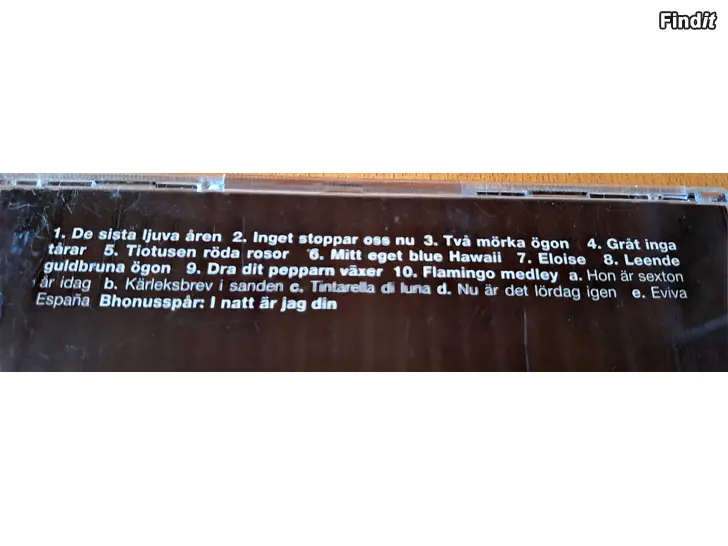 Findit
1. De sista ljuva åren 2. Inget stoppar oss nu 3. Två mörka ögon 4. Gråt inga
tårar 5. Tiotusen röda rosor 6. Mitt eget blue Hawaii 7. Eloise 8. Leende
guldbruna ögon 9. Dra dit pepparn växer 10. Flamingo medley a. Hon är sexton
år idag b. Kärleksbrev i sanden c. Tintarella di luna d. Nu är det lördag igen e. Eviva
España Bhonusspår: I natt är jag din